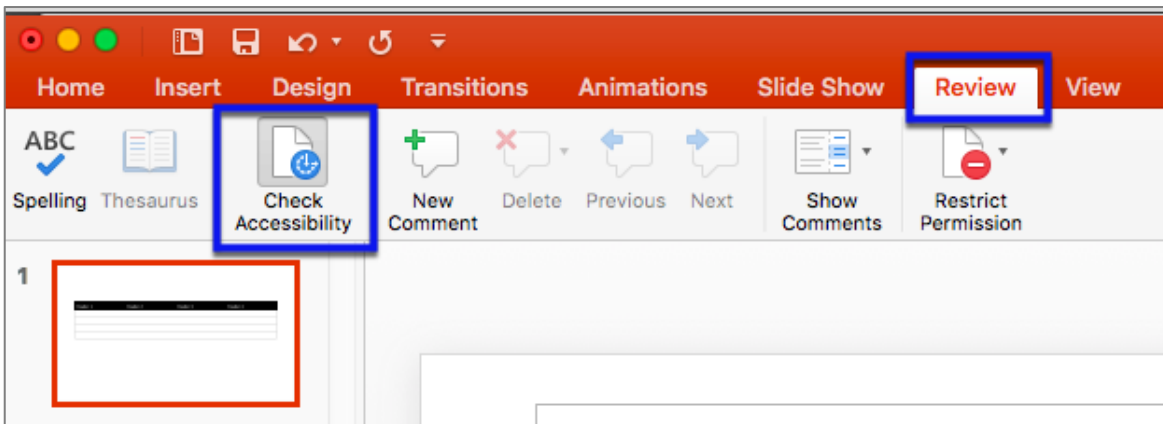 Home Insert Design Transitions Animations Slide Show Review View
ABC
Spelling Thesaurus Check Accessibility New Comment Delete Previous Next Show Comments Restrict Permission
1